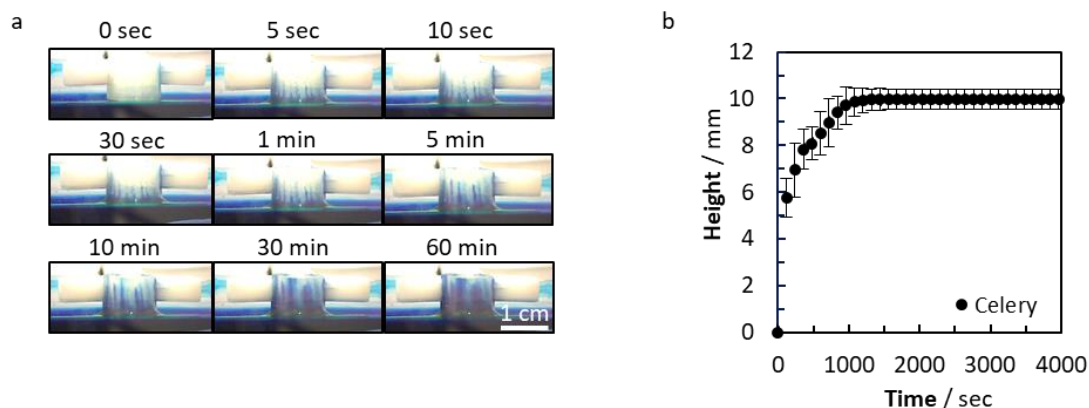 a
0 sec 5 sec 10 sec
30 sec 1 min 5 min
10 min 30 min 60 min
1 cm
b
12
10
8
6
4
2
0
Height / mm
Celery
0 1000 2000 3000 4000
Time / sec